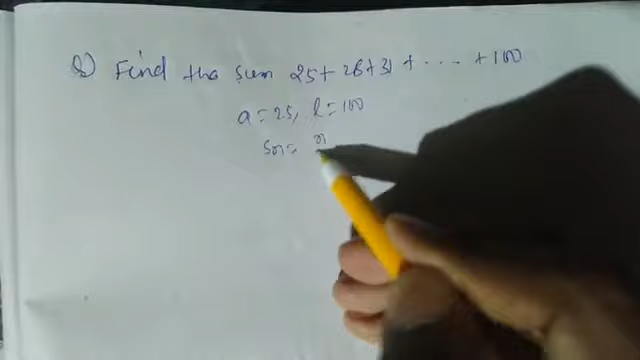 Q) Find the sum 25+28+31+.... +100
a=25, l=100
Sn= n